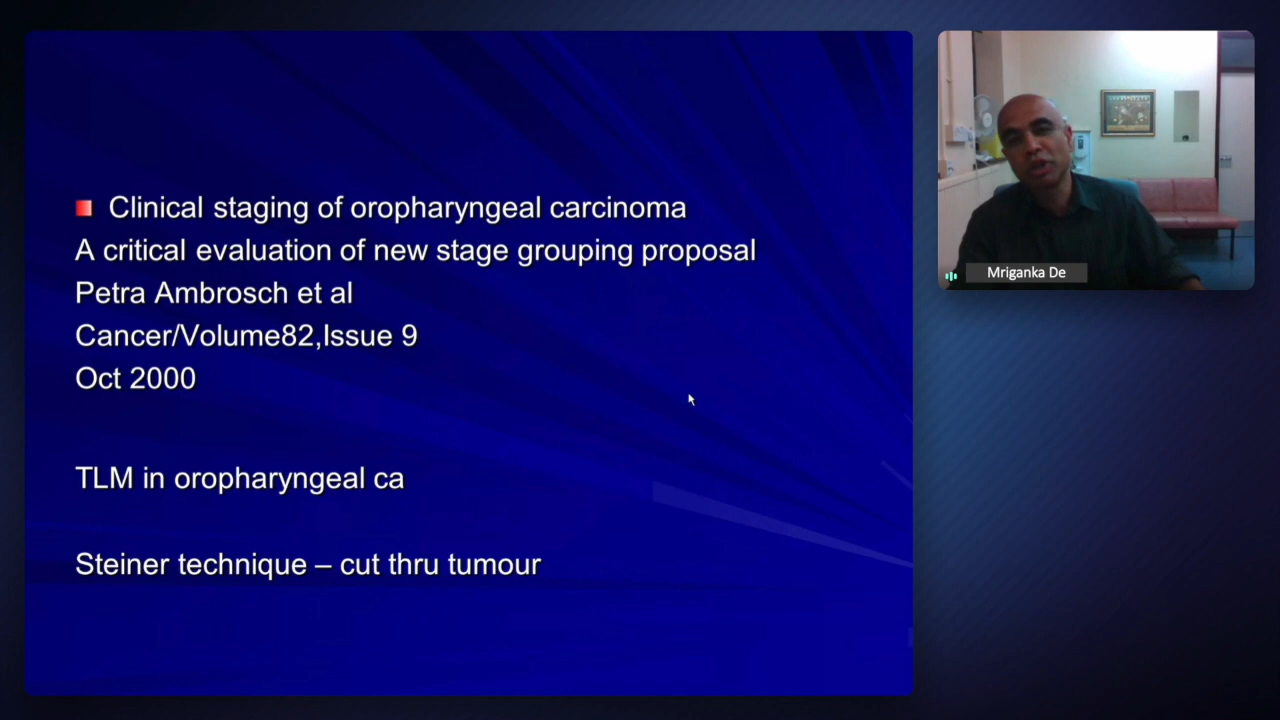 Clinical staging of oropharyngeal carcinoma
A critical evaluation of new stage grouping proposal
Petra Ambrosch et al
Cancer/Volume82,Issue 9
Oct 2000
TLM in oropharyngeal ca
Steiner technique – cut thru tumour
Mriganka De